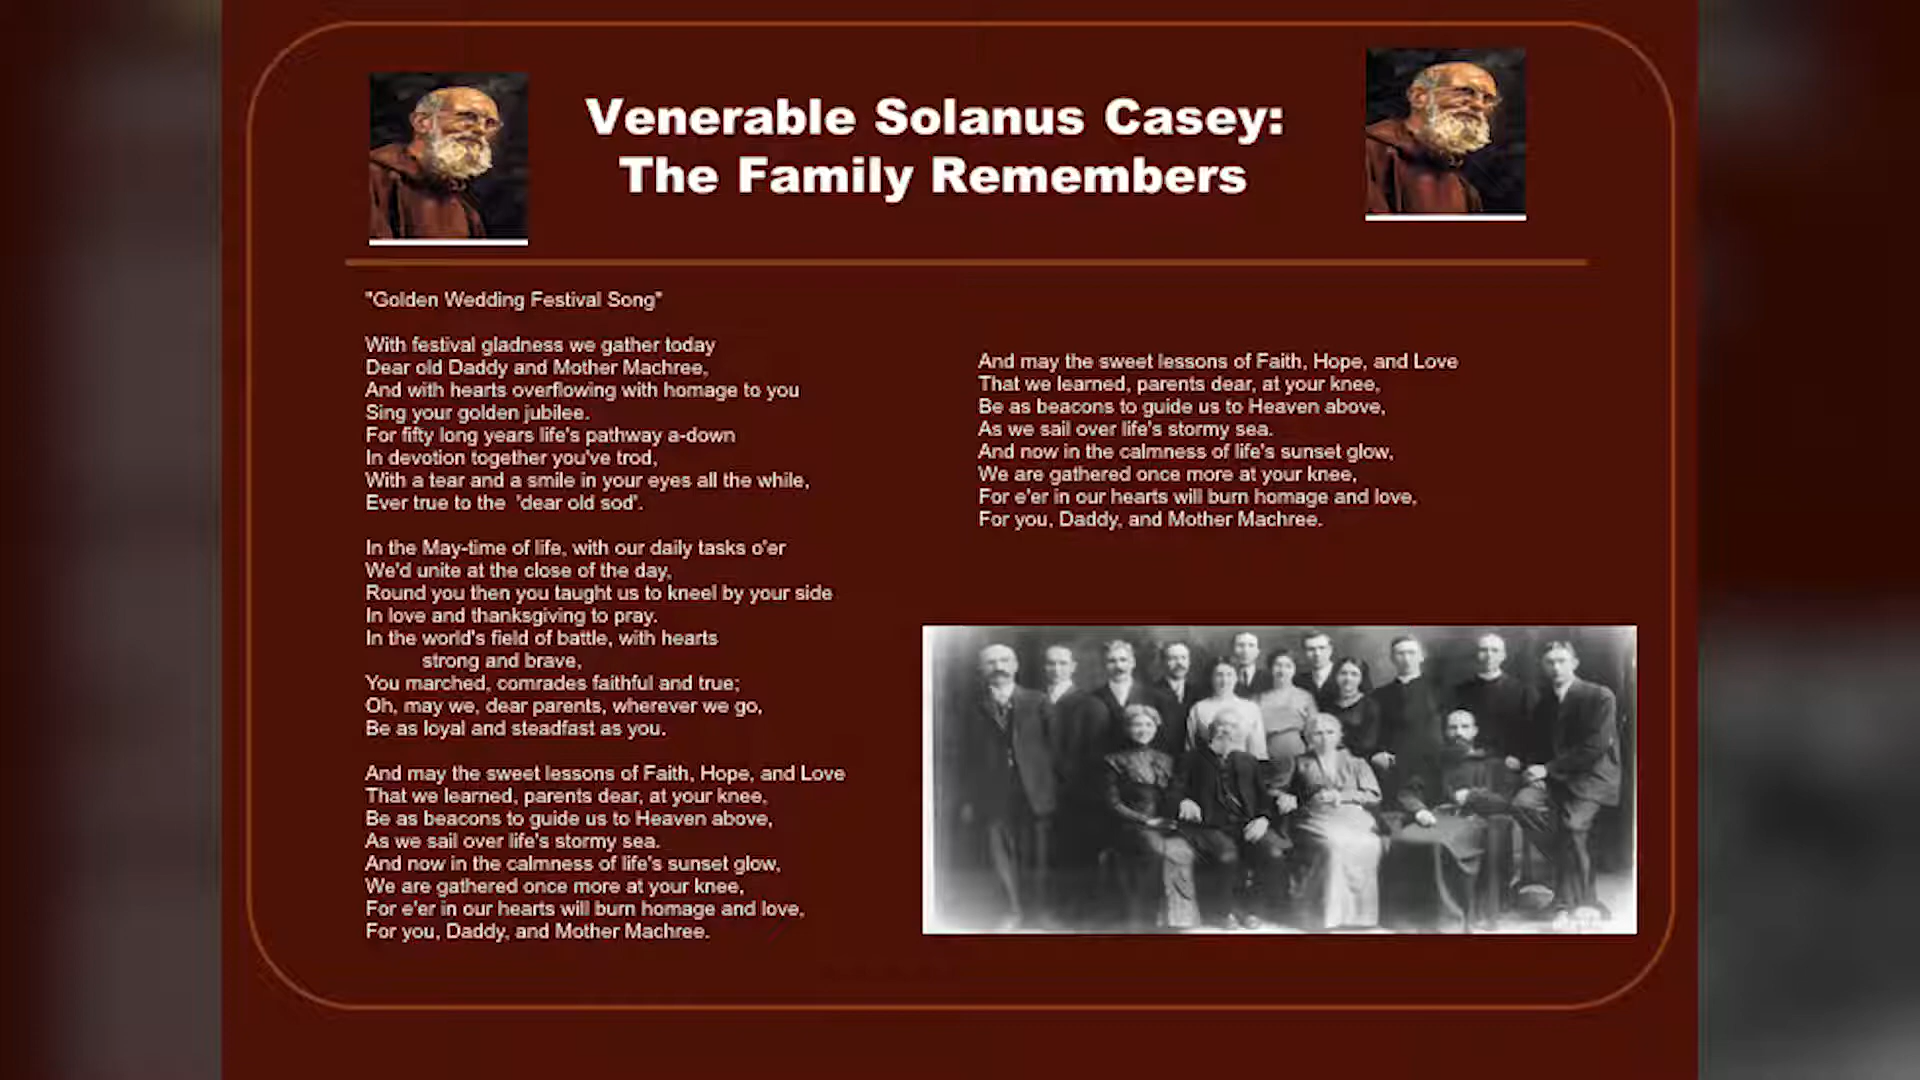 Venerable Solanus Casey:
The Family Remembers
"Golden Wedding Festival Song"
With festival gladness we gather today
Dear old Daddy and Mother Machree,
And with hearts overflowing with homage to you
Sing your golden jubilee.
For fifty long years life's pathway a-down
In devotion together you've trod,
With a tear and a smile in your eyes all the while,
Ever true to the 'dear old sod'.
In the May-time of life, with our daily tasks o'er
We'd unite at the close of the day,
Round you then you taught us to kneel by your side
In love and thanksgiving to pray.
In the world's field of battle, with hearts
strong and brave,
You marched, comrades faithful and true;
Oh, may we, dear parents, wherever we go,
Be as loyal and steadfast as you.
And may the sweet lessons of Faith, Hope, and Love
That we learned, parents dear, at your knee,
Be as beacons to guide us to Heaven above,
As we sail over life's stormy sea.
And now in the calmness of life's sunset glow,
We are gathered once more at your knee,
For e'er in our hearts will burn homage and love,
For you, Daddy, and Mother Machree.
And may the sweet lessons of Faith, Hope, and Love
That we learned, parents dear, at your knee,
Be as beacons to guide us to Heaven above,
As we sail over life's stormy sea.
And now in the calmness of life's sunset glow,
We are gathered once more at your knee,
For e'er in our hearts will burn homage and love,
For you, Daddy, and Mother Machree.